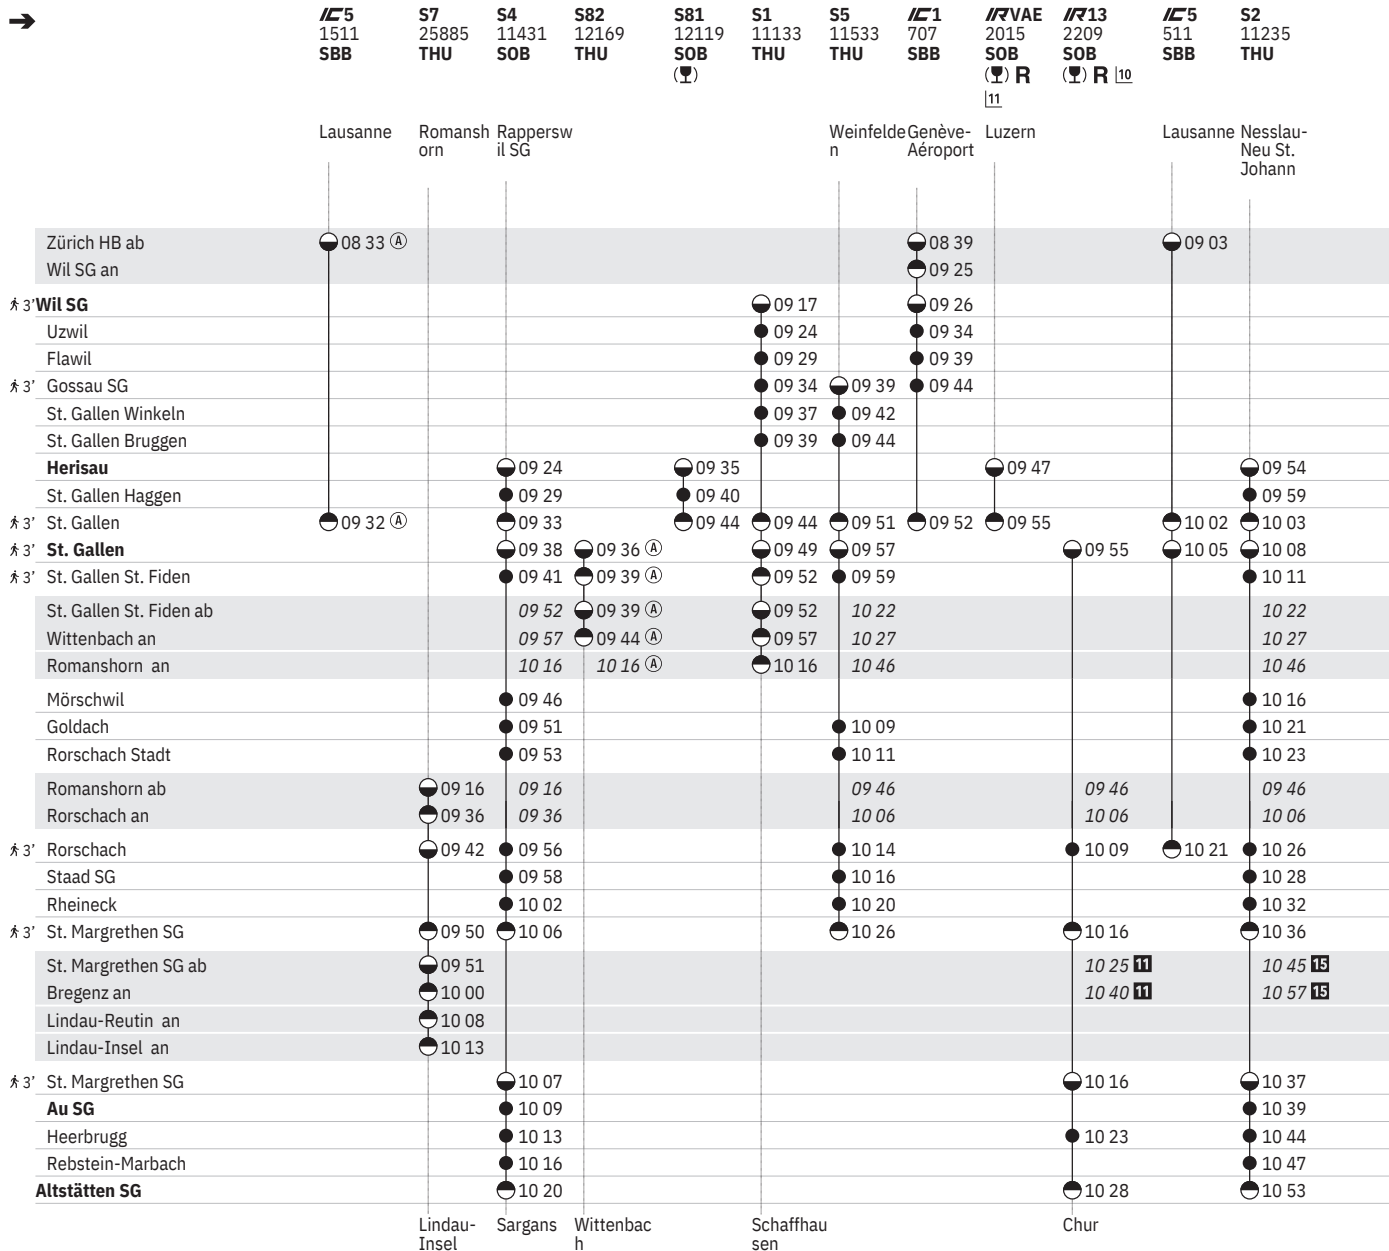 ➔ IC5 S7 S4 S82 S81 S1 S5 IC1 IRVAE IR13 IC5 S2
1511 25885 11431 12169 12119 11133 11533 707 2015 2209 511 11235
SBB THU SOB THU SOB THU THU SBB SOB SOB SBB THU
R R 10
11
Lausanne Romansh Rappersw Weinfelde Genève- Luzern Lausanne Nesslau-
orn il SG n Aéroport Neu St.
Johann
Zürich HB ab 08 33 Ⓐ 08 39 09 03
Wil SG an 09 25
3' Wil SG 09 17 09 26
Uzwil 09 24 09 34
Flawil 09 29 09 39
3' Gossau SG 09 34 09 39 09 44
St. Gallen Winkeln 09 37 09 42
St. Gallen Bruggen 09 39 09 44
Herisau 09 24 09 35 09 47 09 54
St. Gallen Haggen 09 29 09 40 09 59
3' St. Gallen 09 32 Ⓐ 09 33 09 44 09 44 09 51 09 52 09 55 10 02 10 03
3' St. Gallen 09 38 09 36 Ⓐ 09 49 09 57 09 55 10 05 10 08
3' St. Gallen St. Fiden 09 41 09 39 Ⓐ 09 52 09 59 10 11
St. Gallen St. Fiden ab 09 52 09 39 Ⓐ 09 52 10 22 10 22
Wittenbach an 09 57 09 44 Ⓐ 09 57 10 27 10 27
Romanshorn an 10 16 10 16 Ⓐ 10 16 10 46 10 46
Mörschwil 09 46 10 16
Goldach 09 51 10 09 10 21
Rorschach Stadt 09 53 10 11 10 23
Romanshorn ab 09 16 09 16 09 46 09 46 09 46
Rorschach an 09 36 09 36 10 06 10 06 10 06
3' Rorschach 09 42 09 56 10 14 10 09 10 21 10 26
Staad SG 09 58 10 16 10 28
Rheineck 10 02 10 20 10 32
3' St. Margrethen SG 09 50 10 06 10 26 10 16 10 36
St. Margrethen SG ab 09 51 10 25 11 10 45 15
Bregenz an 10 00 10 40 11 10 57 15
Lindau-Reutin an 10 08
Lindau-Insel an 10 13
3' St. Margrethen SG 10 07 10 16 10 37
Au SG 10 09 10 39
Heerbrugg 10 13 10 23 10 44
Rebstein-Marbach 10 16 10 47
Altstätten SG 10 20 10 28 10 53
Lindau- Sargans Wittenbac Schaffhau Chur
Insel h sen